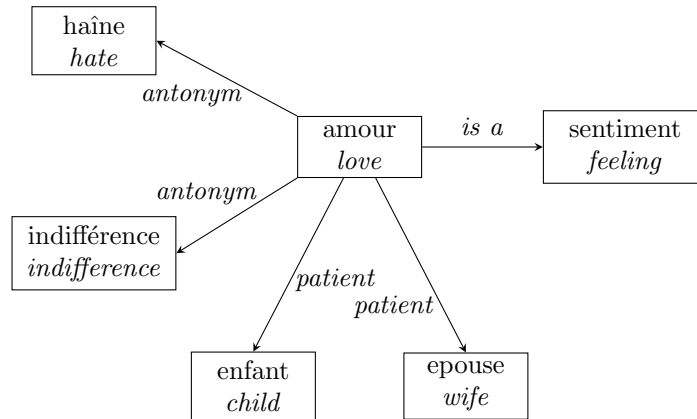 haîne
hate
antonym
amour
love
is a
sentiment
feeling
antonym
indifférence
indifference
patient
patient
enfant
child
epouse
wife